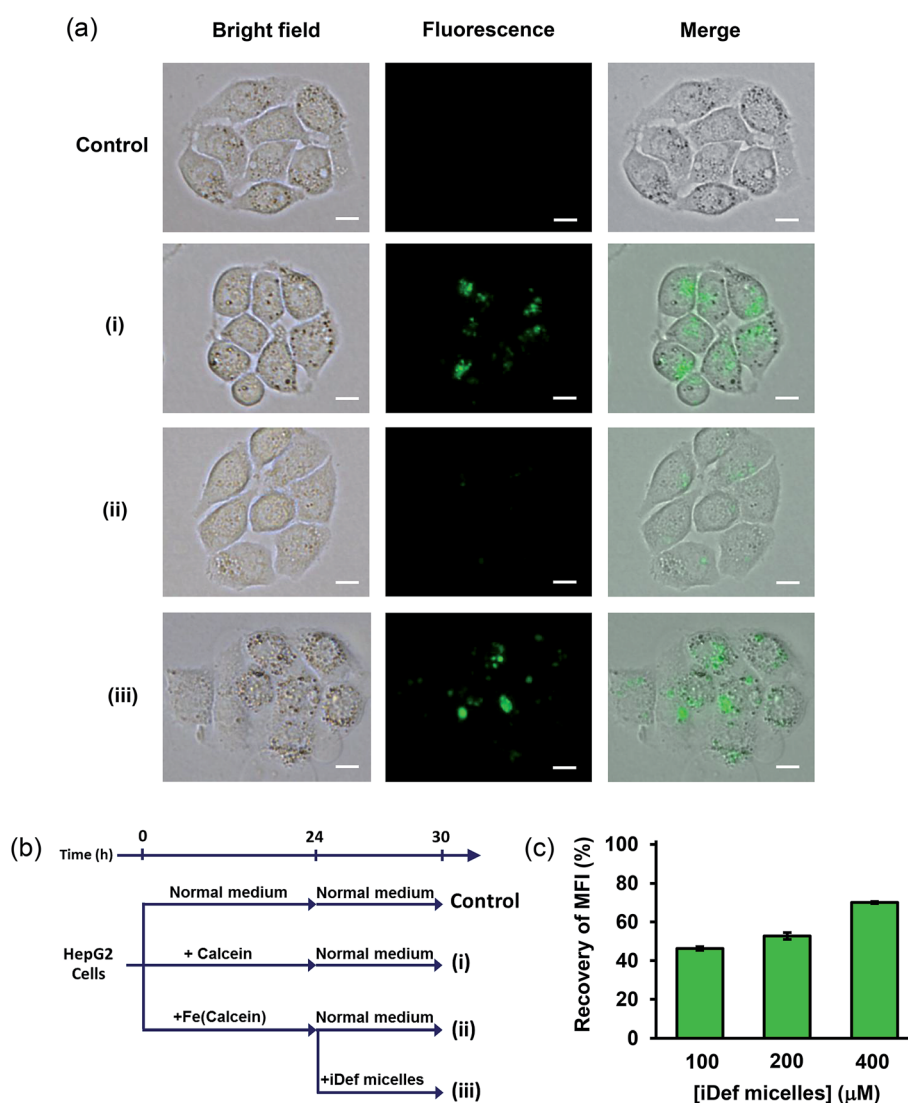 (a)
Bright field Fluorescence Merge
Control
(i)
(ii)
(iii)
(b)
0 24 30
Time (h)
Normal medium Normal medium Control
HepG2
Cells
+ Calcein Normal medium (i)
+Fe(Calcein) Normal medium (ii)
+iDef micelles (iii)
(c)
Recovery of MFI (%)
100
80
60
40
20
0
100 200 400
[iDef micelles] (μM)